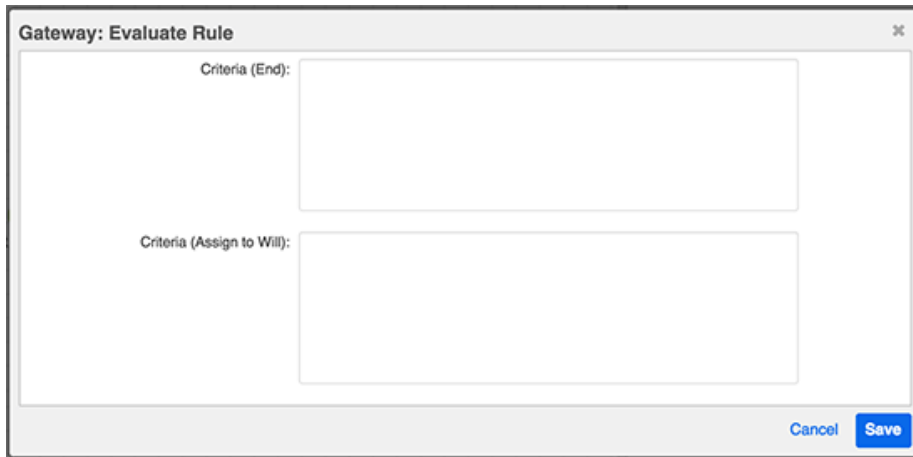 Gateway: Evaluate Rule
Criteria (End):
Criteria (Assign to Will):
Cancel Save